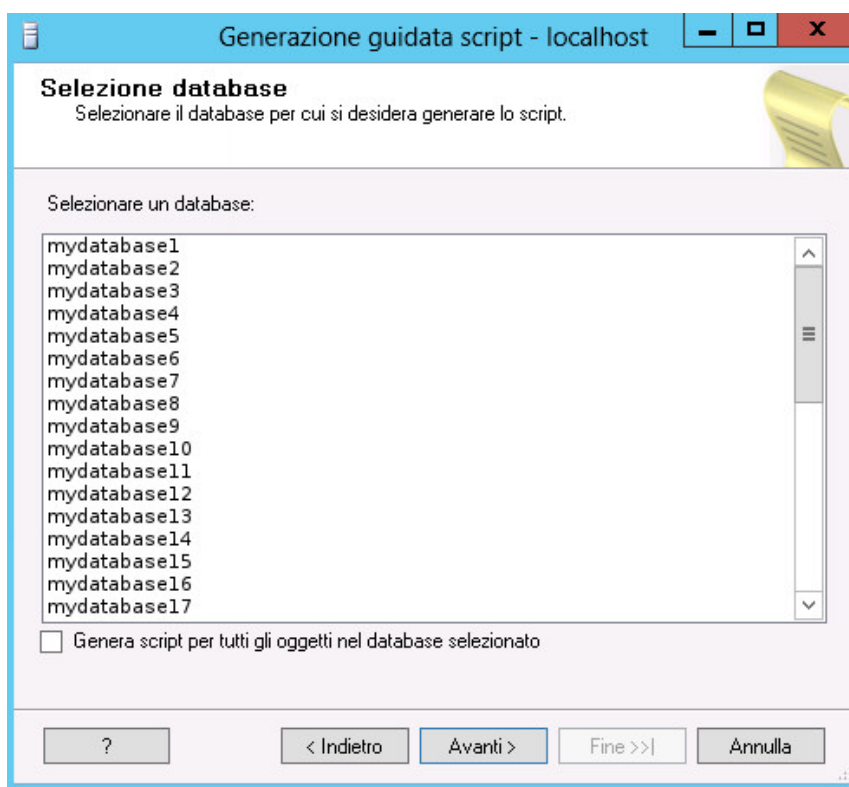 Generazione guidata script - localhost
Selezione database
Selezionare il database per cui si desidera generare lo script.
Selezionare un database:
mydatabase1
mydatabase2
mydatabase3
mydatabase4
mydatabase5
mydatabase6
mydatabase7
mydatabase8
mydatabase9
mydatabase10
mydatabase11
mydatabase12
mydatabase13
mydatabase14
mydatabase15
mydatabase16
mydatabase17
Genera script per tutti gli oggetti nel database selezionato
? < Indietro Avanti > Fine >>| Annulla